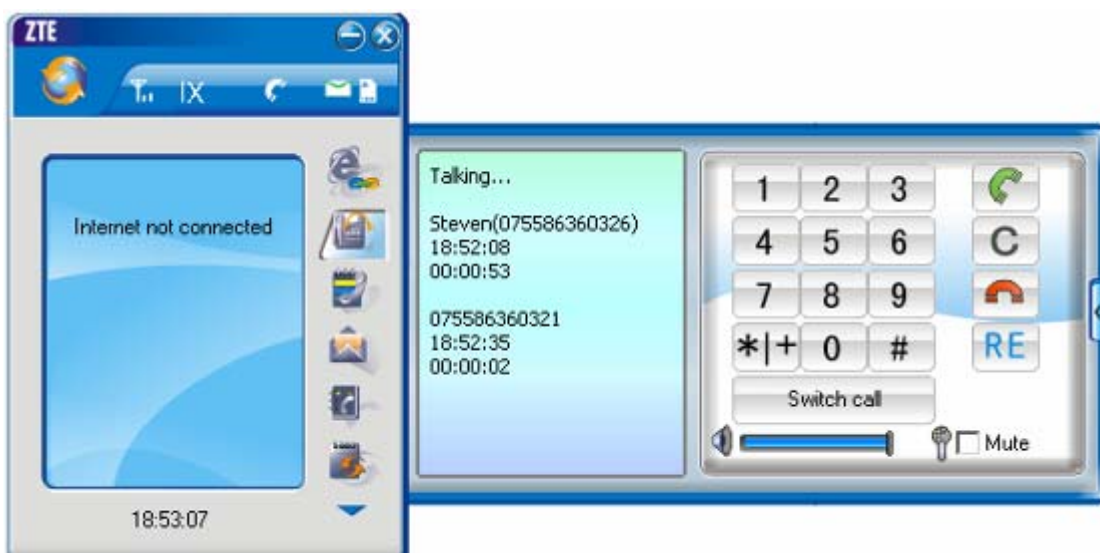 ZTE
IX
Internet not connected
18:53:07
Talking...
Steven(075586360326)
18:52:08
00:00:53
075586360321
18:52:35
00:00:02
1 2 3
4 5 6 C
7 8 9
*|+ 0 # RE
Switch call
Mute